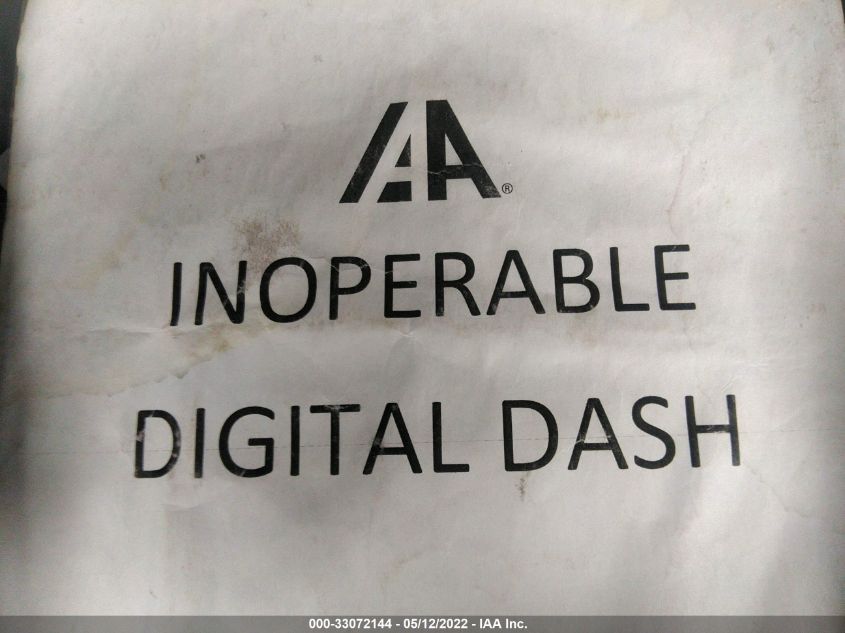 IAA®
INOPERABLE
DIGITAL DASH
000-33072144 - 05/12/2022 - IAA Inc.